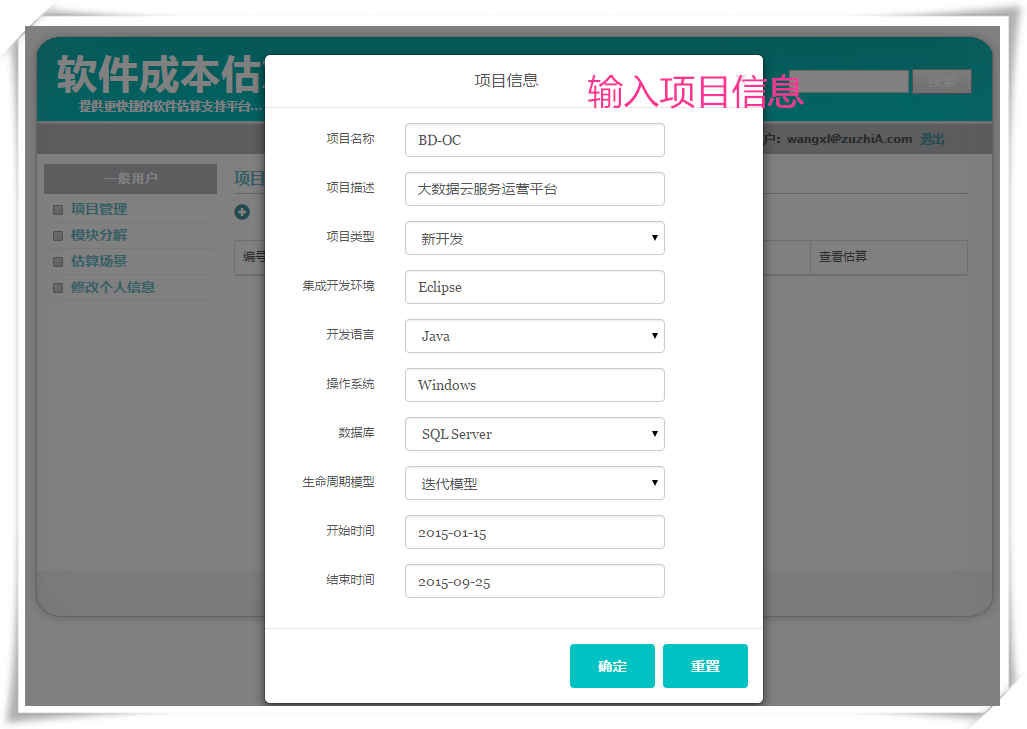 软件成本估
提供更快捷的软件估算支持平台...
搜索
户：wangxl@zuzhiA.com 退出
一般用户
项目管理
模块分解
估算场景
修改个人信息
项目
编号
查看估算
输入项目信息
项目信息
项目名称 BD-OC
项目描述 大数据云服务运营平台
项目类型 新开发
集成开发环境 Eclipse
开发语言 Java
操作系统 Windows
数据库 SQL Server
生命周期模型 迭代模型
开始时间 2015-01-15
结束时间 2015-09-25
确定 重置